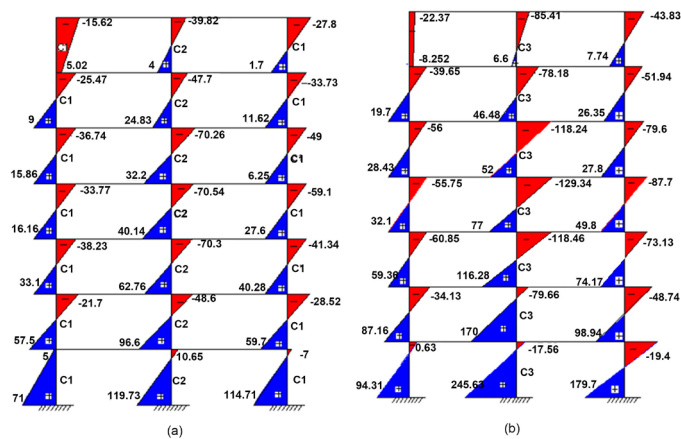 -15.62 -39.82 -27.8
C1 C2 C1
5.02 4 1.7
-25.47 -47.7 -33.73
C1 C2 C1
9 24.83 11.62
-36.74 -70.26 -49
C1 C2 C1
15.86 32.2 6.25
-33.77 -70.54 -59.1
C1 C2 C1
16.16 40.14 27.6
-38.23 -70.3 -41.34
C1 C2 C1
33.1 62.76 40.28
-21.7 -48.6 -28.52
C1 C2 C1
57.5 96.6 59.7
5 10.65 -7
C1 C2 C1
71 119.73 114.71
(a)
-22.37 -85.41 -43.83
C3
-8.252 6.6 7.74
-39.65 -78.18 -51.94
C3
19.7 46.48 26.35
-56 -118.24 -79.6
C3
28.43 52 27.8
-55.75 -129.34 -87.7
C3
32.1 77 49.8
-60.85 -118.46 -73.13
C3
59.36 116.28 74.17
-34.13 -79.66 -48.74
C3
87.16 170 98.94
0.63 -17.56 -19.4
C3
94.31 245.63 179.7
(b)